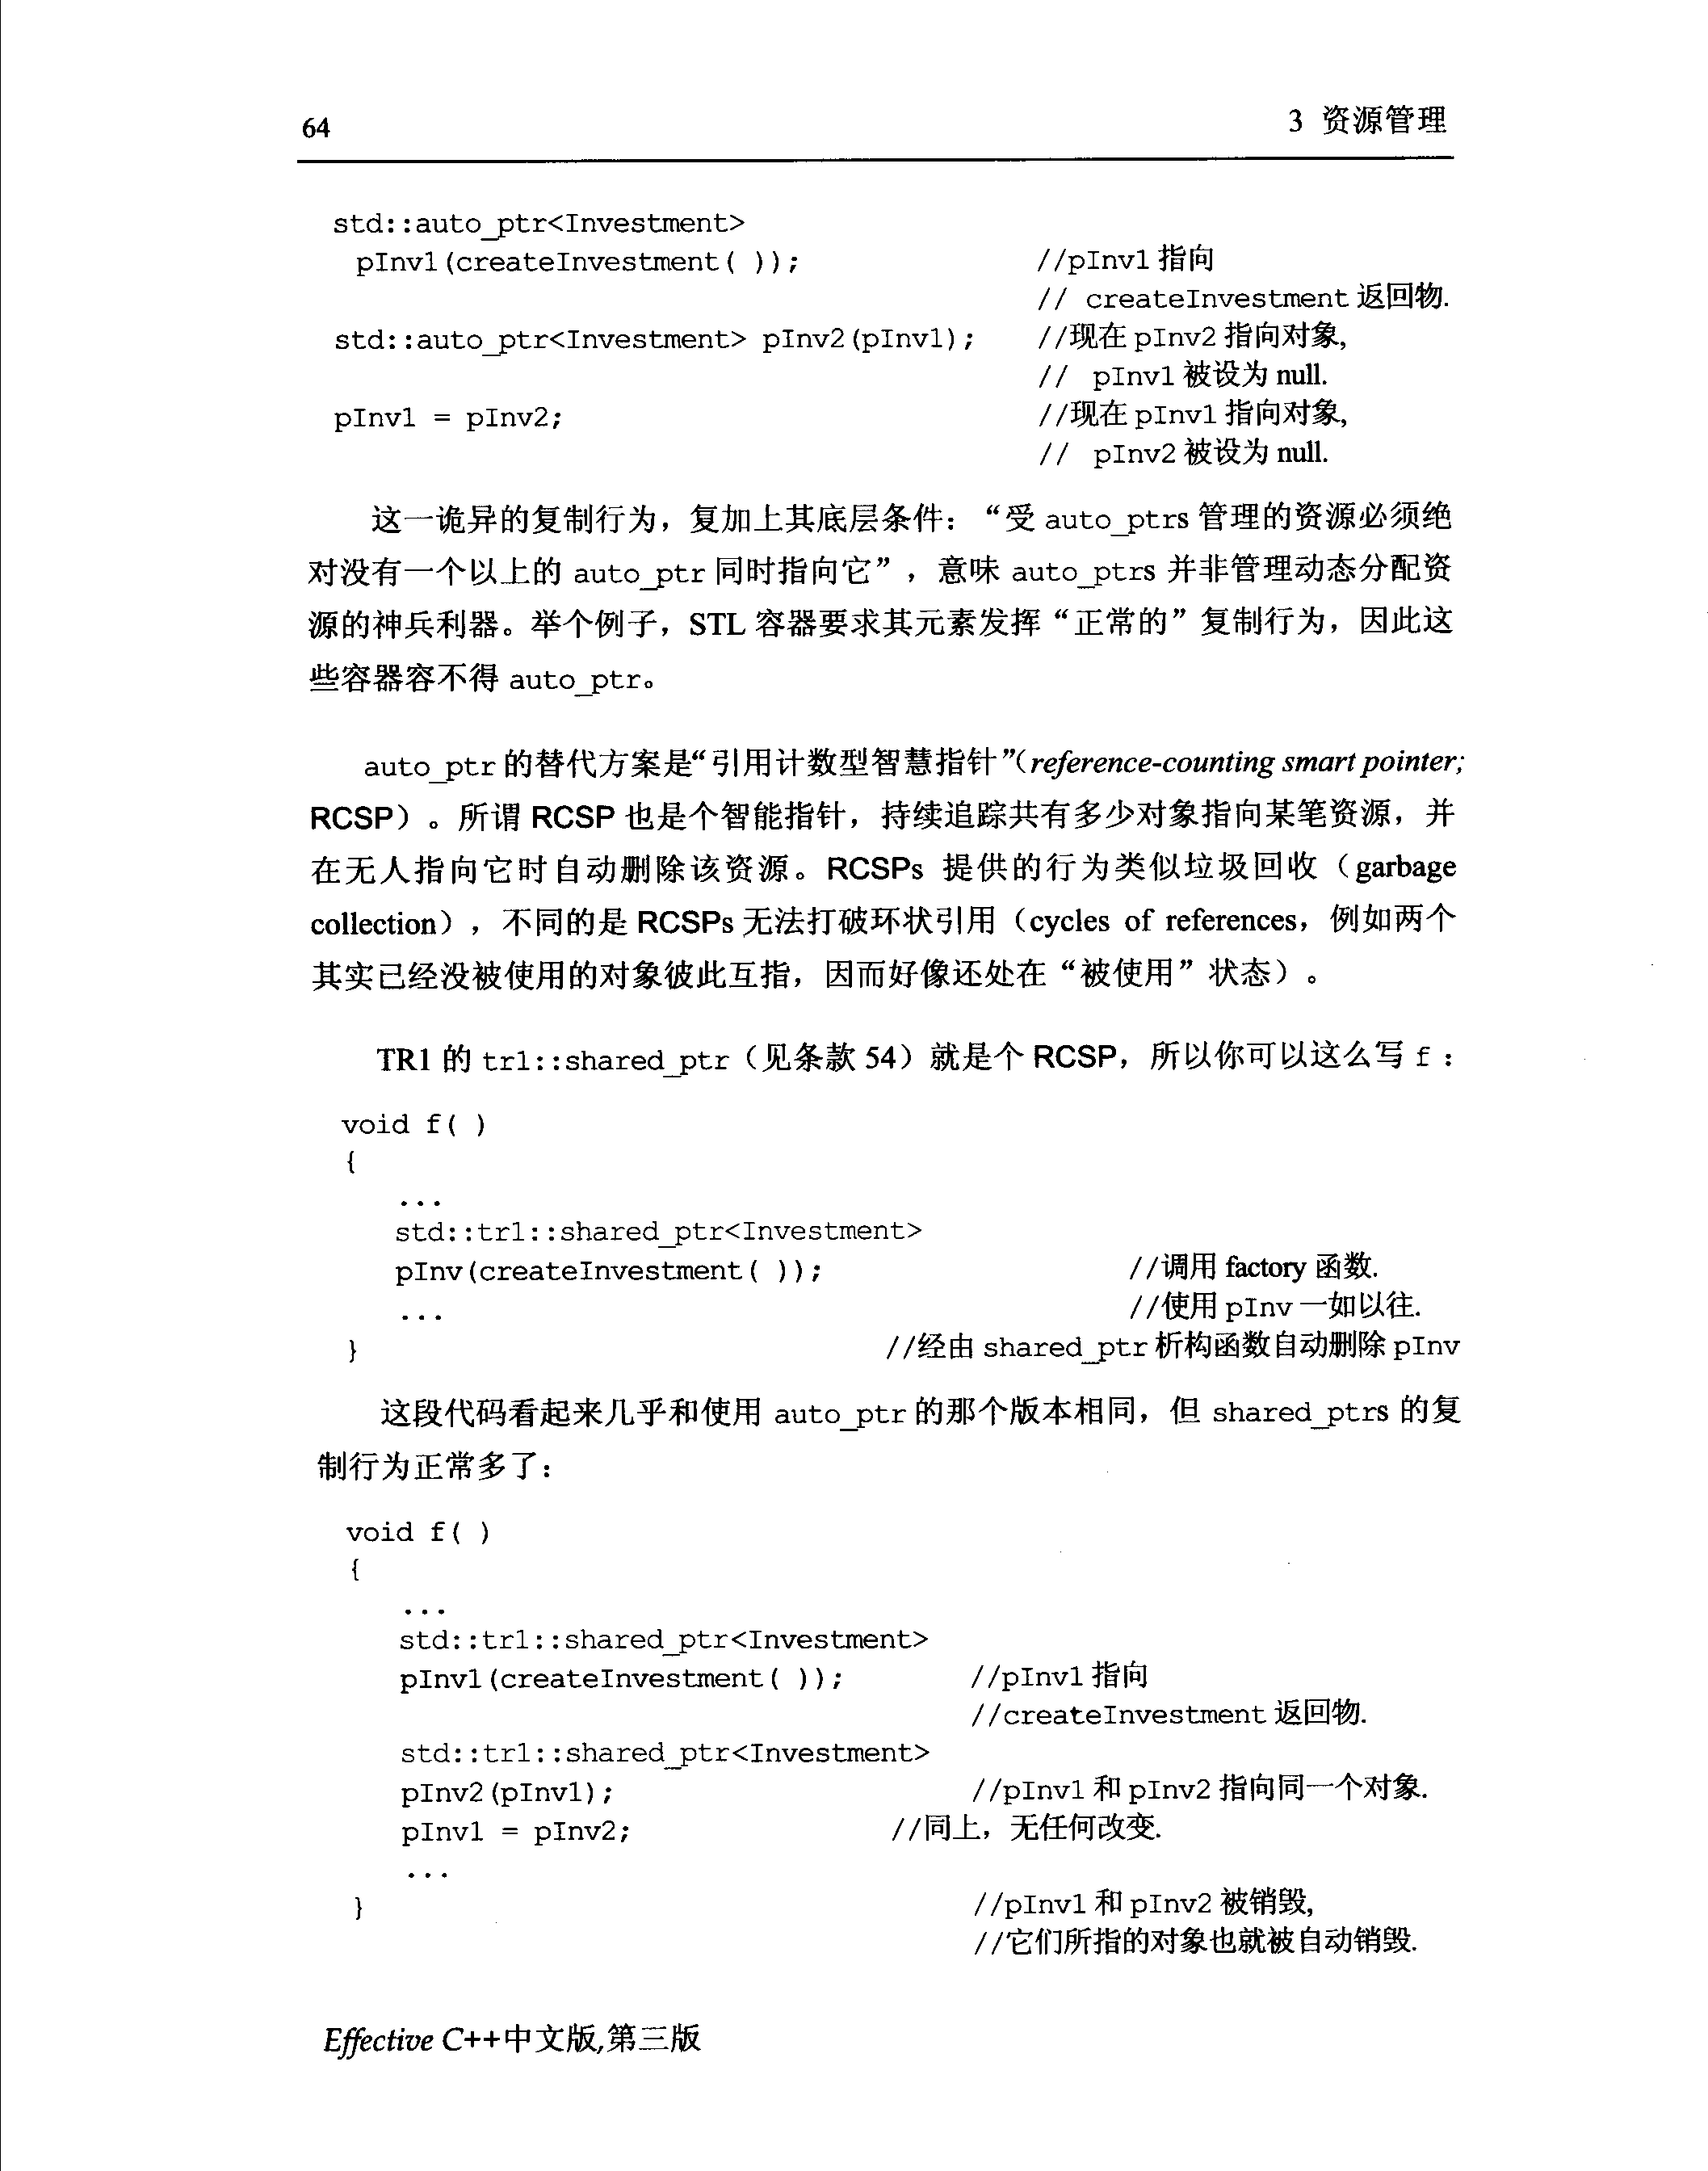 64
3 资源管理
std::auto_ptr<Investment>
pInv1(createInvestment( )); //pInv1 指向
// createInvestment 返回物.
std::auto_ptr<Investment> pInv2(pInv1); //现在 pInv2 指向对象,
// pInv1 被设为 null.
pInv1 = pInv2; //现在 pInv1 指向对象,
// pInv2 被设为 null.
这一诡异的复制行为，复加上其底层条件：“受 auto_ptrs 管理的资源必须绝
对没有一个以上的 auto_ptr 同时指向它”，意味 auto_ptrs 并非管理动态分配资
源的神兵利器。举个例子，STL 容器要求其元素发挥“正常的”复制行为，因此这
些容器容不得 auto_ptr。
auto_ptr 的替代方案是“引用计数型智慧指针”（reference-counting smart pointer;
RCSP）。所谓 RCSP 也是个智能指针，持续追踪共有多少对象指向某笔资源，并
在无人指向它时自动删除该资源。RCSPs 提供的行为类似垃圾回收（garbage
collection），不同的是 RCSPs 无法打破环状引用（cycles of references，例如两个
其实已经没被使用的对象彼此互指，因而好像还处在“被使用”状态）。
TR1 的 tr1::shared_ptr（见条款 54）就是个 RCSP，所以你可以这么写 f：
void f( )
{
...
std::tr1::shared_ptr<Investment>
pInv(createInvestment( )); //调用 factory 函数.
... //使用 pInv 一如以往.
} //经由 shared_ptr 析构函数自动删除 pInv
这段代码看起来几乎和使用 auto_ptr 的那个版本相同，但 shared_ptrs 的复
制行为正常多了：
void f( )
{
...
std::tr1::shared_ptr<Investment>
pInv1(createInvestment( )); //pInv1 指向
//createInvestment 返回物.
std::tr1::shared_ptr<Investment>
pInv2(pInv1); //pInv1 和 pInv2 指向同一个对象.
pInv1 = pInv2; //同上，无任何改变.
...
} //pInv1 和 pInv2 被销毁,
//它们所指的对象也就被自动销毁.
Effective C++中文版,第三版